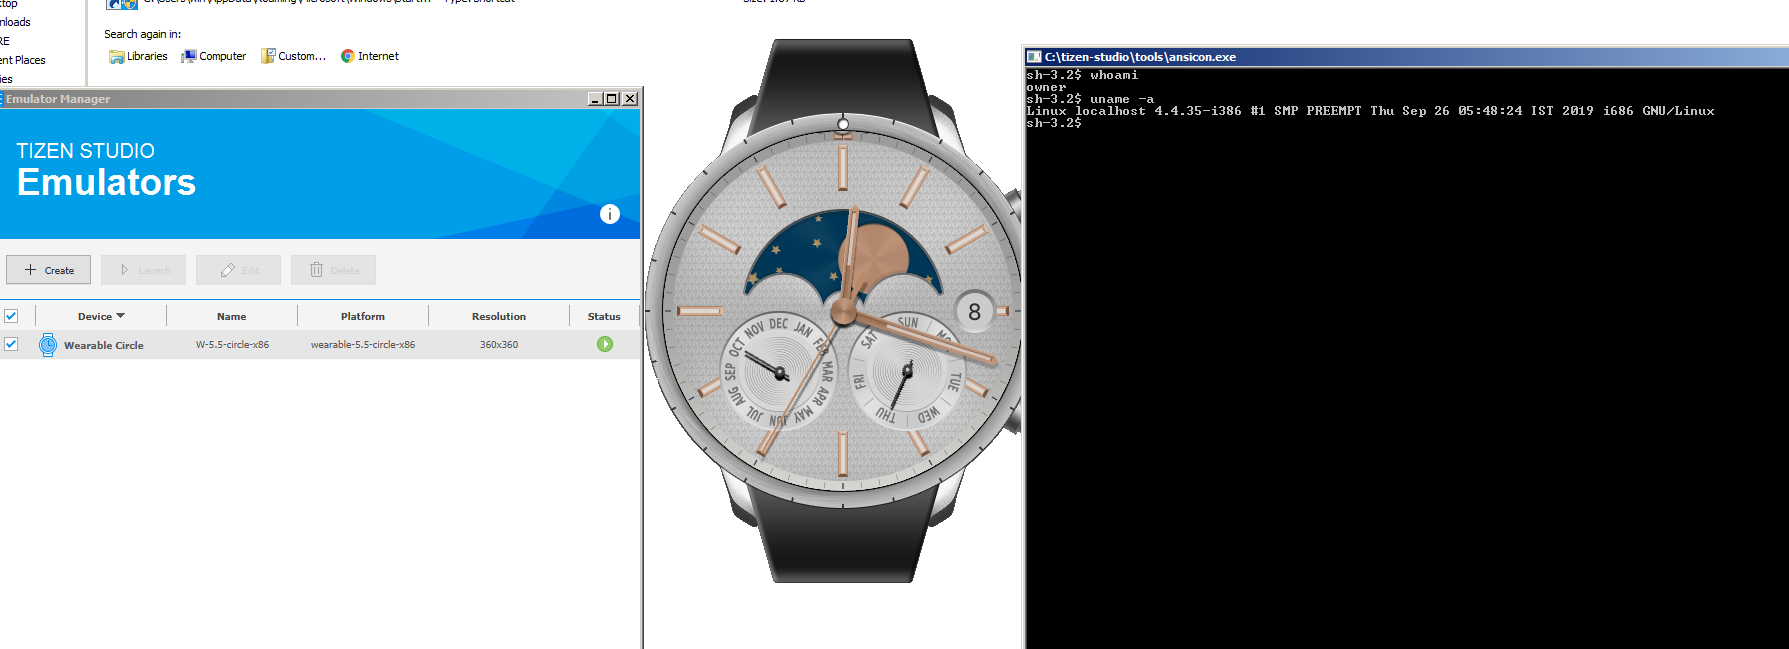 ktop
nloads
RE
ent Places
ies
Search again in:
Libraries Computer Custom... Internet
Emulator Manager
TIZEN STUDIO
Emulators
i
+ Create Launch Edit Delete
Device Name Platform Resolution Status
Wearable Circle W-5.5-circle-x86 wearable-5.5-circle-x86 360x360
8
NOV DEC JAN FEB MAR APR MAY JUN JUL AUG SEP OCT
SUN MO TUE WED THU FRI SAT
C:\tizen-studio\tools\ansicon.exe
sh-3.2$ whoami
owner
sh-3.2$ uname -a
Linux localhost 4.4.35-i386 #1 SMP PREEMPT Thu Sep 26 05:48:24 IST 2019 i686 GNU/Linux
sh-3.2$